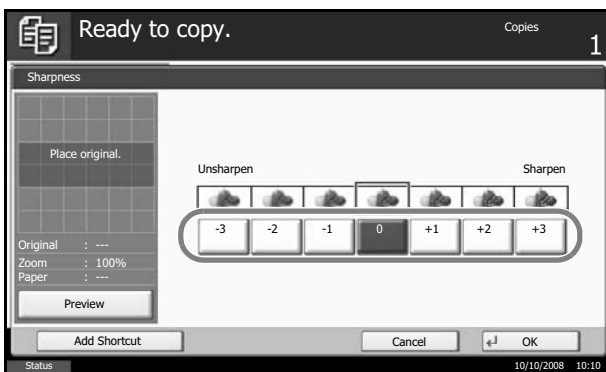 Ready to copy.
Copies
1
Sharpness
Place original.
Unsharpen Sharpen
-3 -2 -1 0 +1 +2 +3
Original : ---
Zoom : 100%
Paper : ---
Preview
Add Shortcut Cancel OK
Status 10/10/2008 10:10